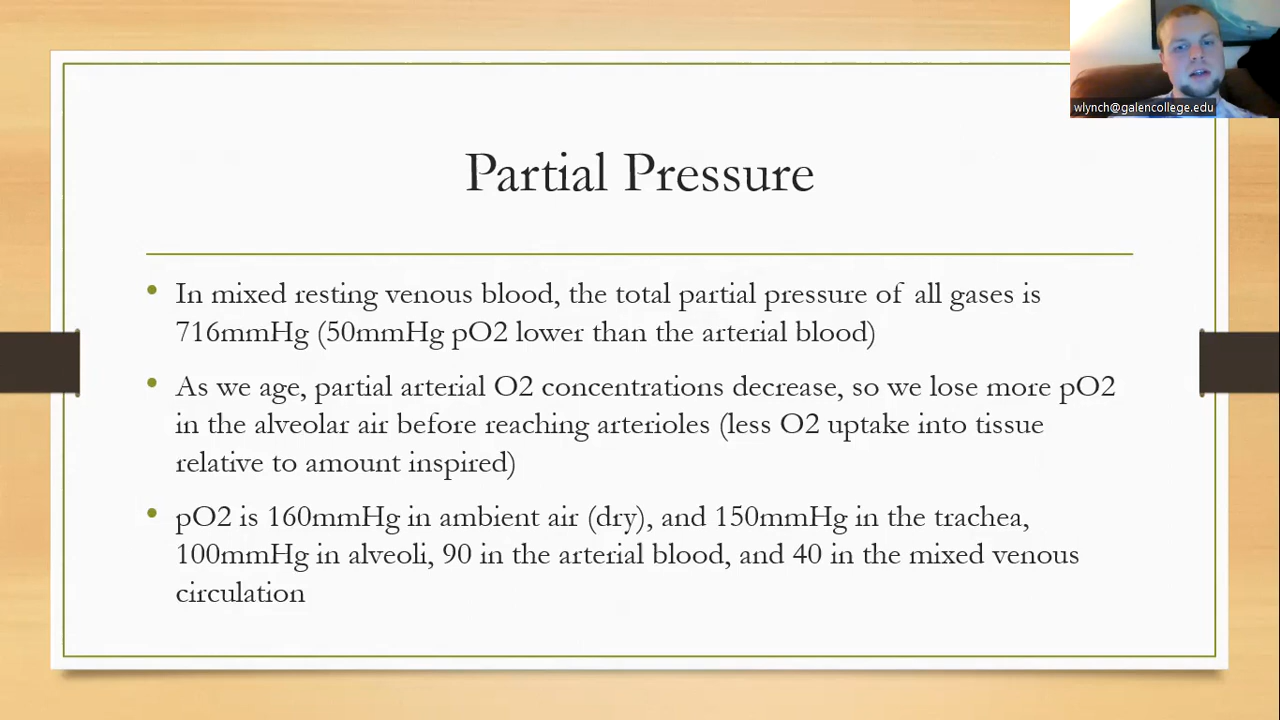 wlynch@galencollege.edu
Partial Pressure
• In mixed resting venous blood, the total partial pressure of all gases is
716mmHg (50mmHg pO2 lower than the arterial blood)
• As we age, partial arterial O2 concentrations decrease, so we lose more pO2
in the alveolar air before reaching arterioles (less O2 uptake into tissue
relative to amount inspired)
• pO2 is 160mmHg in ambient air (dry), and 150mmHg in the trachea,
100mmHg in alveoli, 90 in the arterial blood, and 40 in the mixed venous
circulation